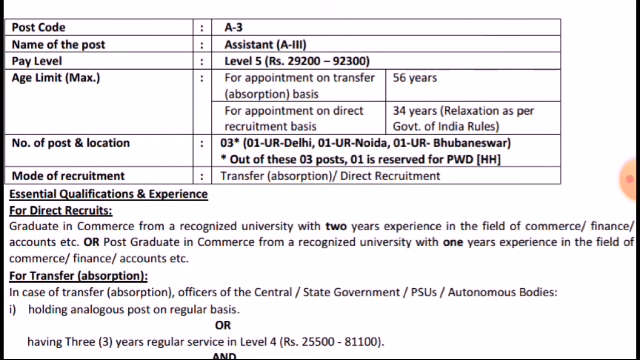 Post Code : A-3
Name of the post : Assistant (A-III)
Pay Level : Level 5 (Rs. 29200 – 92300)
Age Limit (Max.) : For appointment on transfer 56 years
(absorption) basis
For appointment on direct 34 years (Relaxation as per
recruitment basis Govt. of India Rules)
No. of post & location : 03* (01-UR-Delhi, 01-UR-Noida, 01-UR- Bhubaneswar)
* Out of these 03 posts, 01 is reserved for PWD [HH]
Mode of recruitment : Transfer (absorption)/ Direct Recruitment
Essential Qualifications & Experience
For Direct Recruits:
Graduate in Commerce from a recognized university with two years experience in the field of commerce/ finance/
accounts etc. OR Post Graduate in Commerce from a recognized university with one years experience in the field of
commerce/ finance/ accounts etc.
For Transfer (absorption):
In case of transfer (absorption), officers of the Central / State Government / PSUs / Autonomous Bodies:
i) holding analogous post on regular basis.
OR
having Three (3) years regular service in Level 4 (Rs. 25500 - 81100).
AND